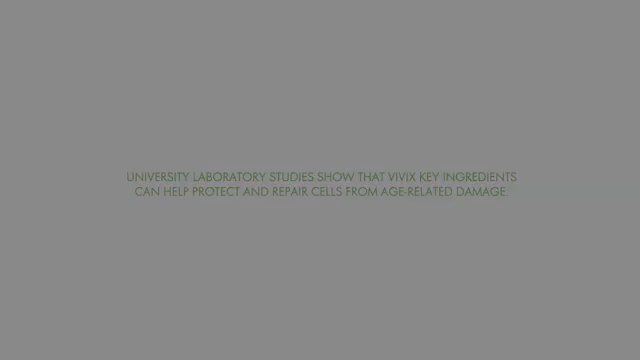 UNIVERSITY LABORATORY STUDIES SHOW THAT VIVIX KEY INGREDIENTS
CAN HELP PROTECT AND REPAIR CELLS FROM AGE-RELATED DAMAGE.